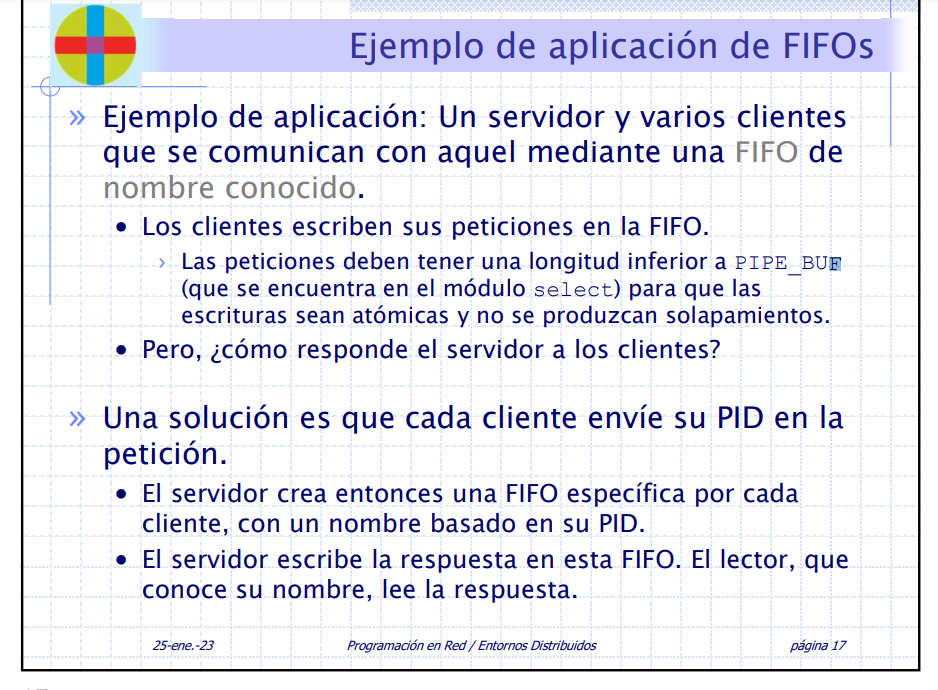 Ejemplo de aplicación de FIFOs
» Ejemplo de aplicación: Un servidor y varios clientes
que se comunican con aquel mediante una FIFO de
nombre conocido.
• Los clientes escriben sus peticiones en la FIFO.
› Las peticiones deben tener una longitud inferior a PIPE_BUF
(que se encuentra en el módulo select) para que las
escrituras sean atómicas y no se produzcan solapamientos.
• Pero, ¿cómo responde el servidor a los clientes?
» Una solución es que cada cliente envíe su PID en la
petición.
• El servidor crea entonces una FIFO específica por cada
cliente, con un nombre basado en su PID.
• El servidor escribe la respuesta en esta FIFO. El lector, que
conoce su nombre, lee la respuesta.
25-ene.-23 Programación en Red / Entornos Distribuidos página 17